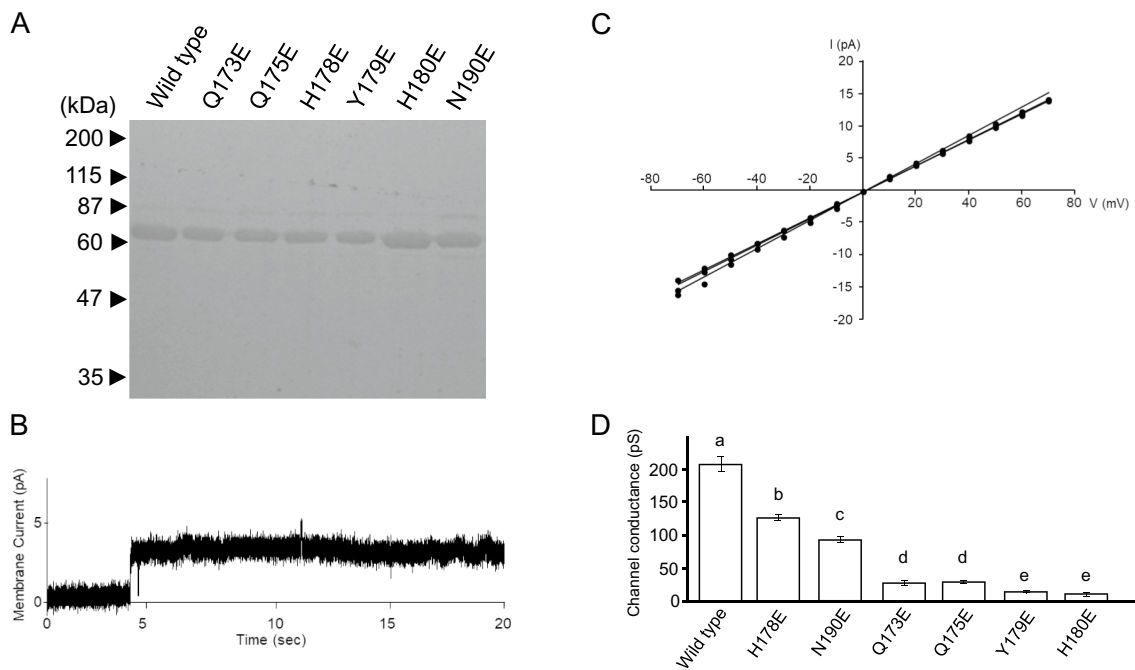 A
Wild type
Q173E
Q175E
H178E
Y179E
H180E
N190E
(kDa)
200
115
87
60
47
35
B
Membrane Current (pA)
5
0
0
5
10
15
20
Time (sec)
C
I (pA)
20
15
10
5
-5
-10
-15
-20
-80
-60
-40
-20
0
20
40
60
80
V (mV)
D
Channel conductance (pS)
200
150
100
50
0
a
b
c
d
d
e
e
Wild type
H178E
N190E
Q173E
Q175E
Y179E
H180E